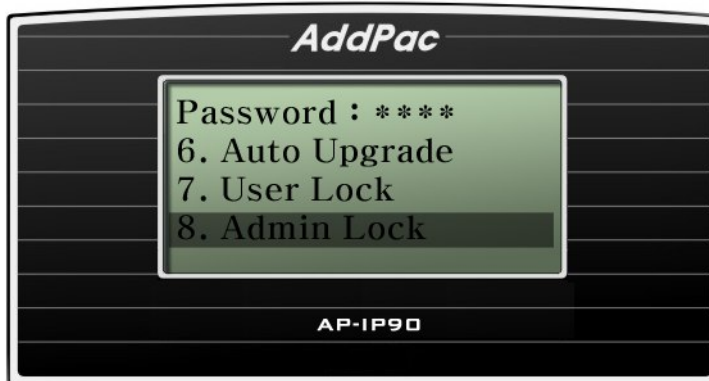 AddPac
Password : ****
6. Auto Upgrade
7. User Lock
8. Admin Lock
AP-IP90